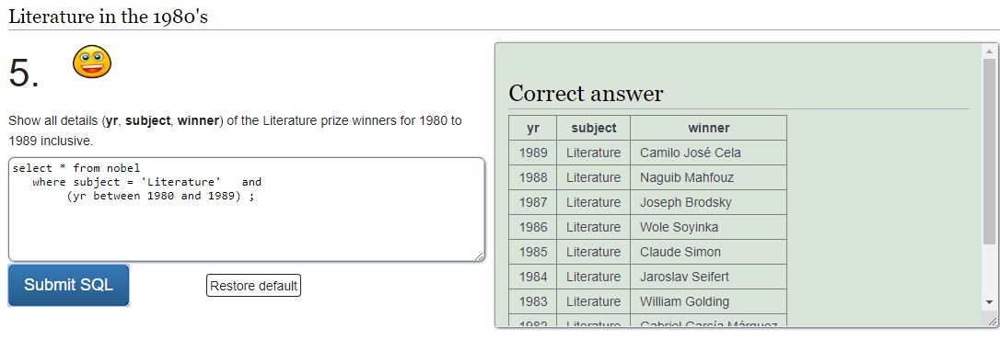 Literature in the 1980's
5.
Show all details (yr, subject, winner) of the Literature prize winners for 1980 to
1989 inclusive.
select * from nobel
where subject = 'Literature' and
(yr between 1980 and 1989) ;
Submit SQL
Restore default
Correct answer
yr subject winner
1989 Literature Camilo José Cela
1988 Literature Naguib Mahfouz
1987 Literature Joseph Brodsky
1986 Literature Wole Soyinka
1985 Literature Claude Simon
1984 Literature Jaroslav Seifert
1983 Literature William Golding
1982 Literature Gabriel García Márquez